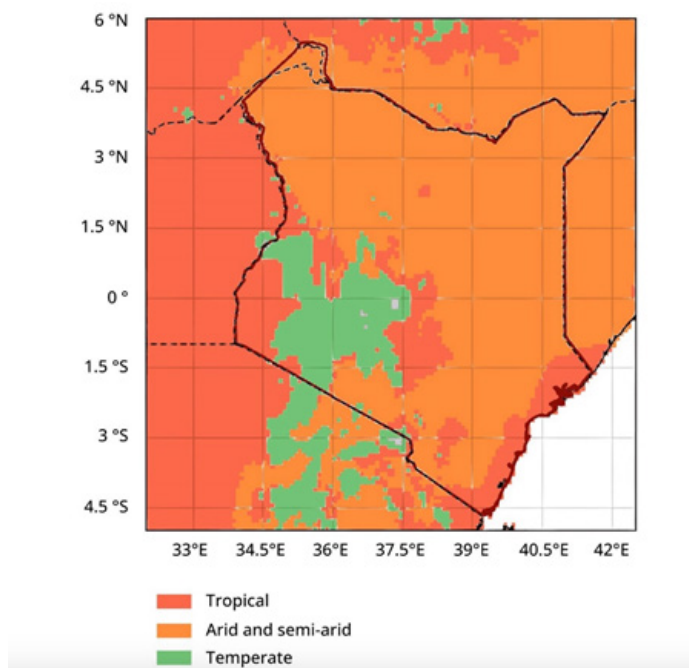 6 °N
4.5 °N
3 °N
1.5 °N
0 °
1.5 °S
3 °S
4.5 °S
33°E 34.5°E 36°E 37.5°E 39°E 40.5°E 42°E
Tropical
Arid and semi-arid
Temperate